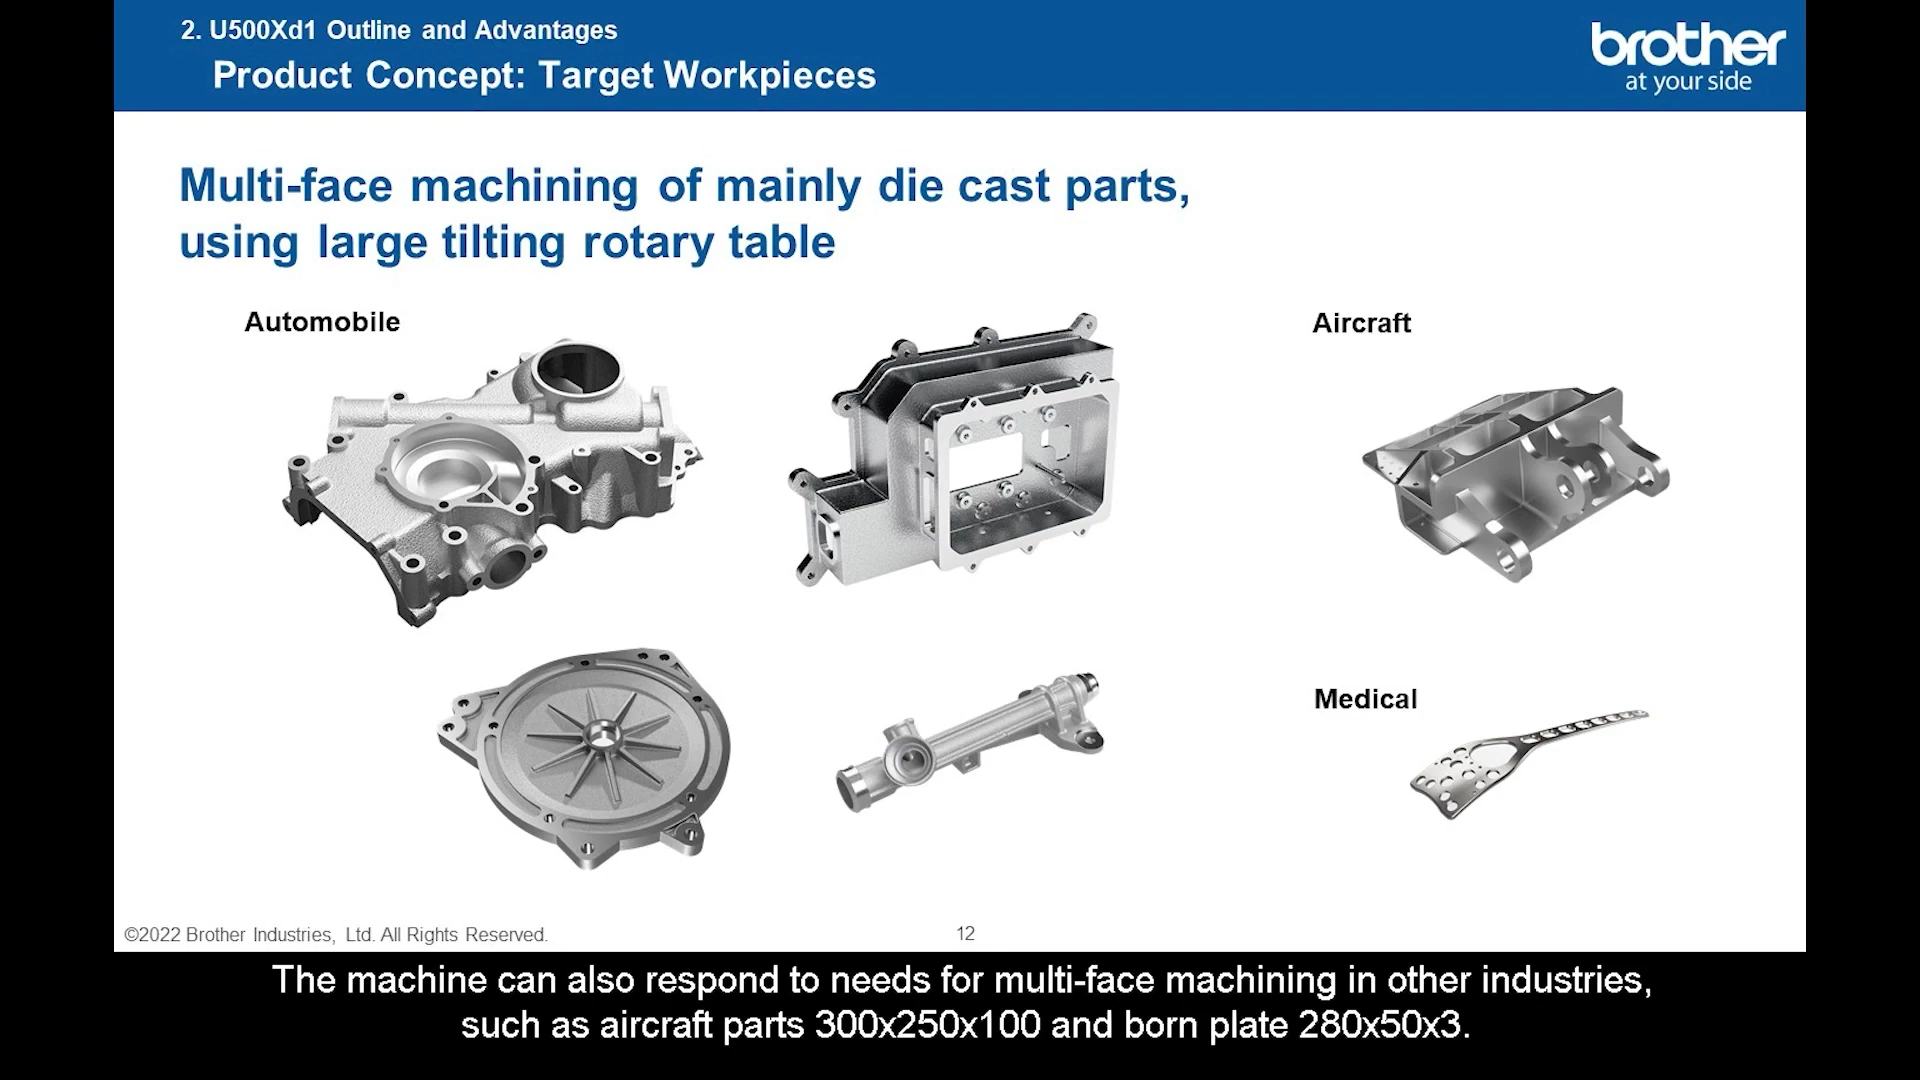 2. U500Xd1 Outline and Advantages
Product Concept: Target Workpieces
brother
at your side
Multi-face machining of mainly die cast parts,
using large tilting rotary table
Automobile
Aircraft
Medical
©2022 Brother Industries, Ltd. All Rights Reserved.
12
The machine can also respond to needs for multi-face machining in other industries,
such as aircraft parts 300x250x100 and born plate 280x50x3.